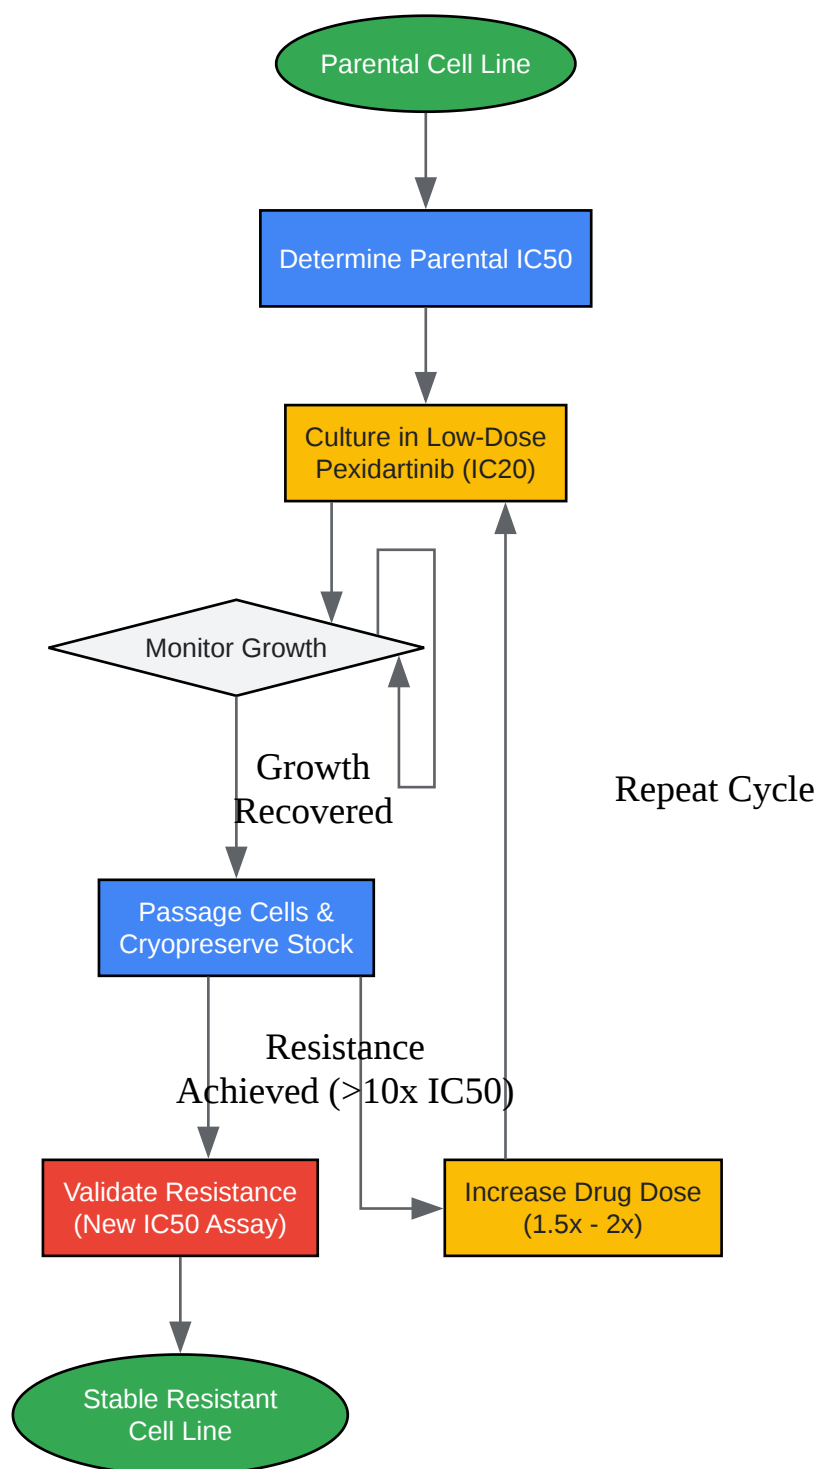 Parental Cell Line
Determine Parental IC50
Culture in Low-Dose
Pexidartinib (IC20)
Monitor Growth
Growth
Recovered
Repeat Cycle
Passage Cells &
Cryopreserve Stock
Resistance
Achieved (>10x IC50)
Validate Resistance
(New IC50 Assay)
Increase Drug Dose
(1.5x - 2x)
Stable Resistant
Cell Line